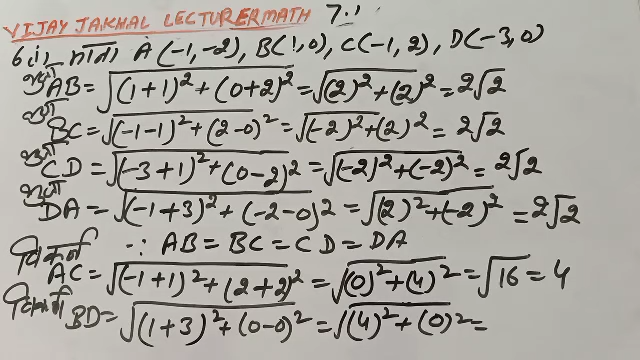 VIJAY JAKHAL LECTURER MATH 7.1
6(i) माना A(-1,-2), B(1,0), C(-1,2), D(-3,0)
भुजा AB = √(1+1)²+(0+2)² = √(2)²+(2)² = 2√2
भुजा BC = √(-1-1)²+(2-0)² = √(-2)²+(2)² = 2√2
भुजा CD = √(-3+1)²+(0-2)² = √(-2)²+(-2)² = 2√2
भुजा DA = √(-1+3)²+(-2-0)² = √(2)²+(-2)² = 2√2
∵ AB = BC = CD = DA
विकर्ण AC = √(-1+1)²+(2+2)² = √(0)²+(4)² = √16 = 4
विकर्ण BD = √(1+3)²+(0-0)² = √(4)²+(0)² =